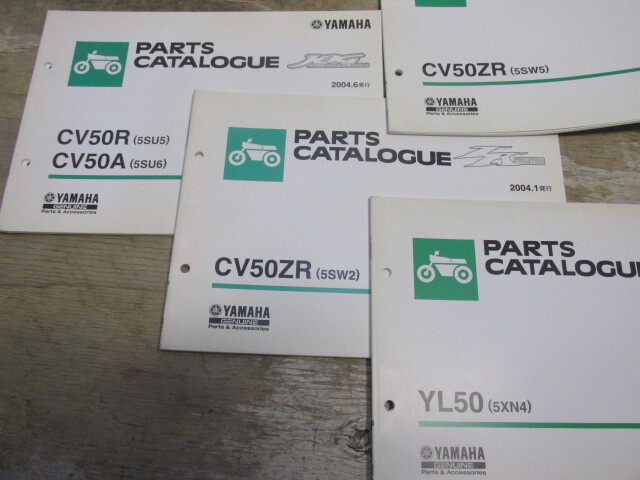 YAMAHA
PARTS
CATALOGUE
2004.6発行
CV50R (5SU5)
CV50A (5SU6)
YAMAHA
GENUINE
Parts & Accessories
CV50ZR (5SW5)
YAMAHA
GENUINE
Parts & Accessories
PARTS
CATALOGUE
2004.1発行
CV50ZR (5SW2)
YAMAHA
GENUINE
Parts & Accessories
PARTS
CATALOGUE
YL50 (5XN4)
YAMAHA
GENUINE
Parts & Accessories